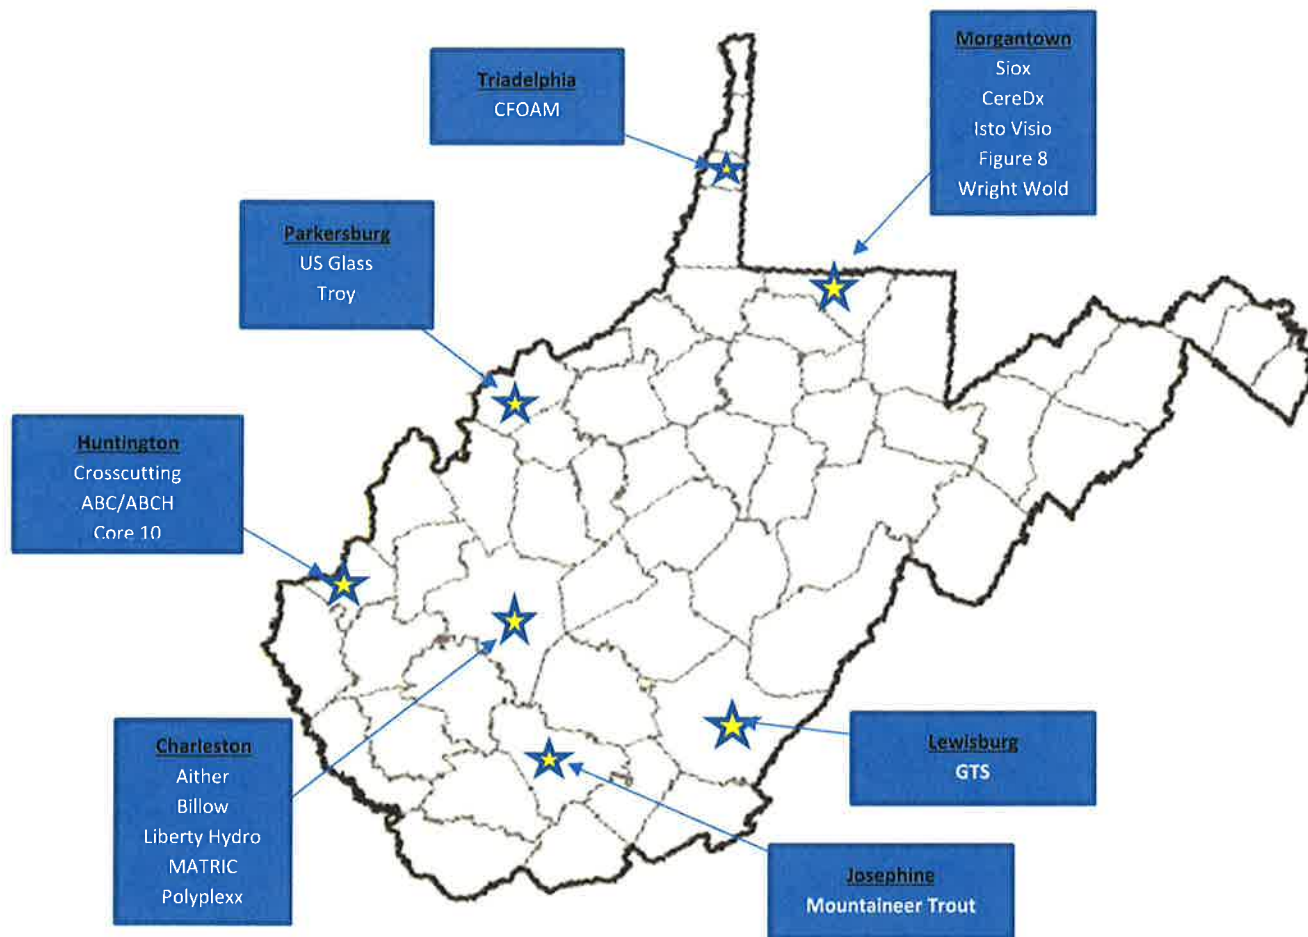 Triadelphia
CFOAM
Morgantown
Siox
CereDx
Isto Visio
Figure 8
Wright Wold
Parkersburg
US Glass
Troy
Huntington
Crosscutting
ABC/ABCH
Core 10
Charleston
Aither
Billow
Liberty Hydro
MATRIC
Polyplexx
Lewisburg
GTS
Josephine
Mountaineer Trout